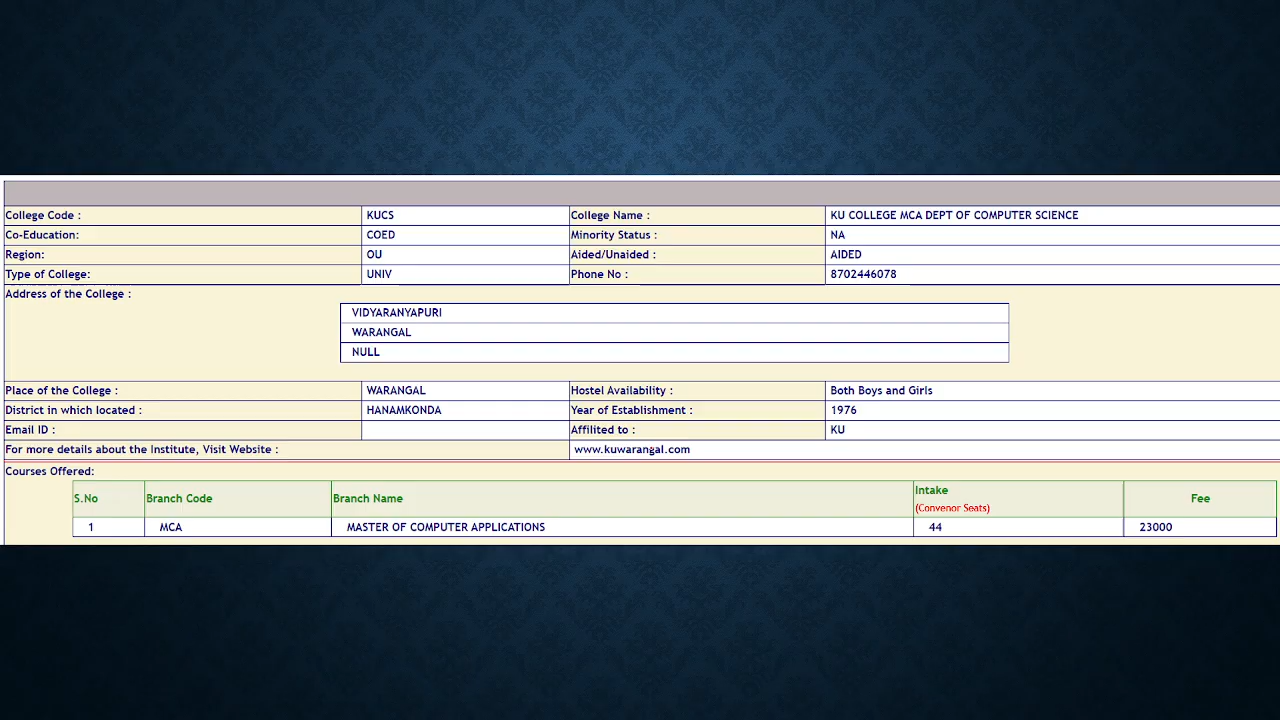 College Code : KUCS College Name : KU COLLEGE MCA DEPT OF COMPUTER SCIENCE
Co-Education: COED Minority Status : NA
Region: OU Aided/Unaided : AIDED
Type of College: UNIV Phone No : 8702446078
Address of the College :
VIDYARANYAPURI
WARANGAL
NULL
Place of the College : WARANGAL Hostel Availability : Both Boys and Girls
District in which located : HANAMKONDA Year of Establishment : 1976
Email ID : Affilited to : KU
For more details about the Institute, Visit Website : www.kuwarangal.com
Courses Offered:
S.No Branch Code Branch Name Intake (Convenor Seats) Fee
1 MCA MASTER OF COMPUTER APPLICATIONS 44 23000